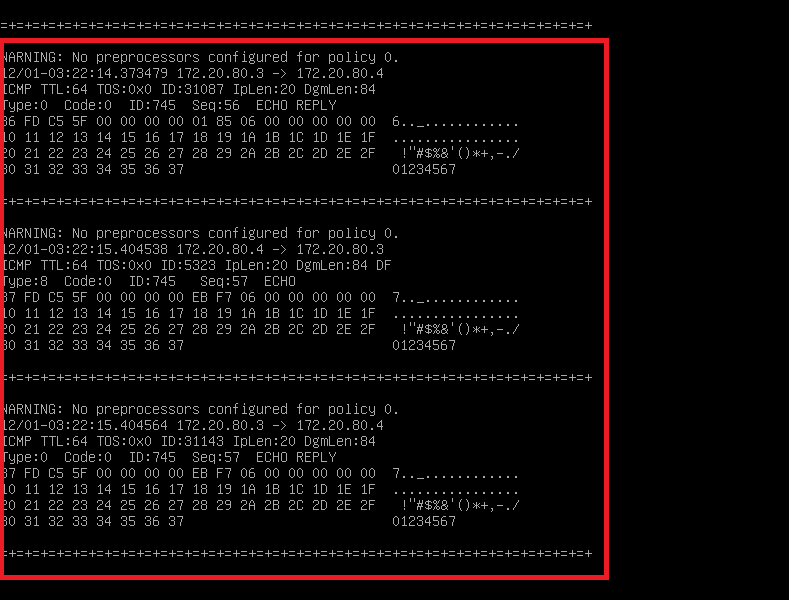 =+=+=+=+=+=+=+=+=+=+=+=+=+=+=+=+=+=+=+=+=+=+=+=+=+=+=+=+=+=+=+=+=+=+=+=+=+
WARNING: No preprocessors configured for policy 0.
12/01-03:22:14.373479 172.20.80.3 -> 172.20.80.4
ICMP TTL:64 TOS:0x0 ID:31087 IpLen:20 DgmLen:84
Type:0  Code:0  ID:745  Seq:56  ECHO REPLY
36 FD C5 5F 00 00 00 00 01 85 06 00 00 00 00 00  6.._............
10 11 12 13 14 15 16 17 18 19 1A 1B 1C 1D 1E 1F  ................
20 21 22 23 24 25 26 27 28 29 2A 2B 2C 2D 2E 2F   !"#$%&'()*+,-./
30 31 32 33 34 35 36 37                          01234567
=+=+=+=+=+=+=+=+=+=+=+=+=+=+=+=+=+=+=+=+=+=+=+=+=+=+=+=+=+=+=+=+=+=+=+=+=+
WARNING: No preprocessors configured for policy 0.
12/01-03:22:15.404538 172.20.80.4 -> 172.20.80.3
ICMP TTL:64 TOS:0x0 ID:5323 IpLen:20 DgmLen:84 DF
Type:8  Code:0  ID:745   Seq:57  ECHO
37 FD C5 5F 00 00 00 00 EB F7 06 00 00 00 00 00  7.._............
10 11 12 13 14 15 16 17 18 19 1A 1B 1C 1D 1E 1F  ................
20 21 22 23 24 25 26 27 28 29 2A 2B 2C 2D 2E 2F   !"#$%&'()*+,-./
30 31 32 33 34 35 36 37                          01234567
=+=+=+=+=+=+=+=+=+=+=+=+=+=+=+=+=+=+=+=+=+=+=+=+=+=+=+=+=+=+=+=+=+=+=+=+=+
WARNING: No preprocessors configured for policy 0.
12/01-03:22:15.404564 172.20.80.3 -> 172.20.80.4
ICMP TTL:64 TOS:0x0 ID:31143 IpLen:20 DgmLen:84
Type:0  Code:0  ID:745  Seq:57  ECHO REPLY
37 FD C5 5F 00 00 00 00 EB F7 06 00 00 00 00 00  7.._............
10 11 12 13 14 15 16 17 18 19 1A 1B 1C 1D 1E 1F  ................
20 21 22 23 24 25 26 27 28 29 2A 2B 2C 2D 2E 2F   !"#$%&'()*+,-./
30 31 32 33 34 35 36 37                          01234567
=+=+=+=+=+=+=+=+=+=+=+=+=+=+=+=+=+=+=+=+=+=+=+=+=+=+=+=+=+=+=+=+=+=+=+=+=+